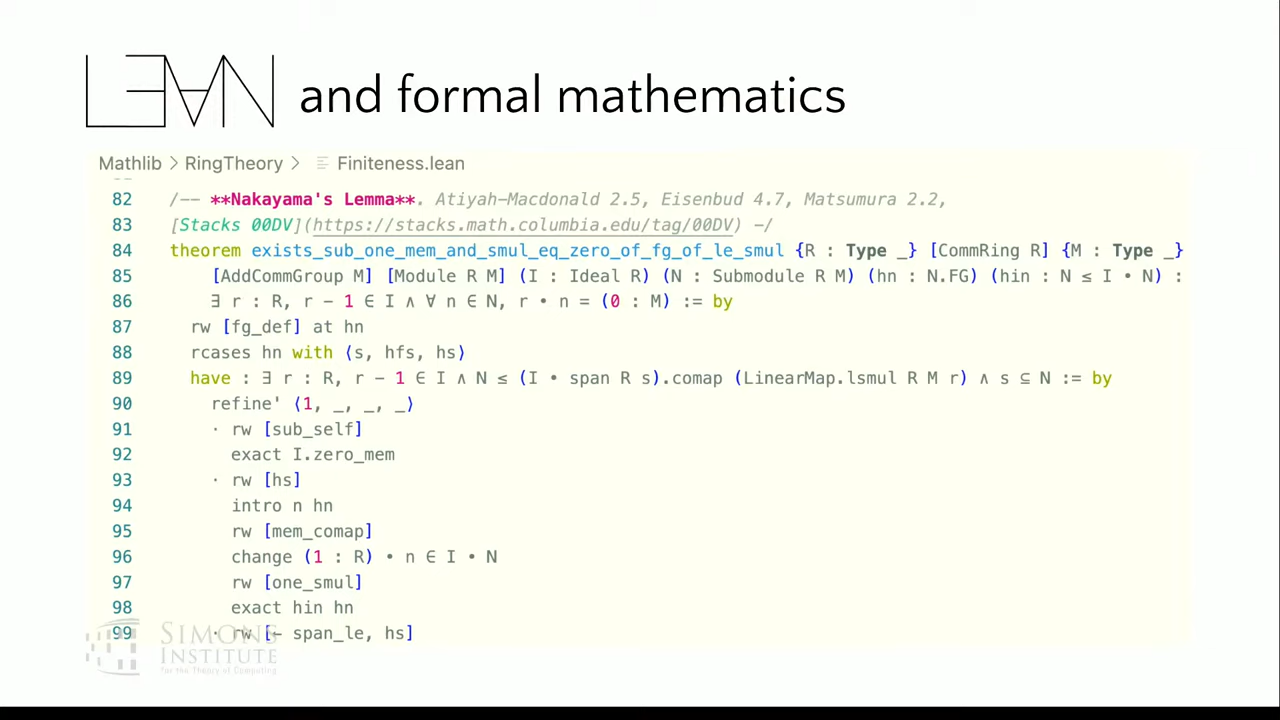 L∃∀N and formal mathematics
Mathlib > RingTheory > Finiteness.lean
82 /-- **Nakayama's Lemma**. Atiyah-Macdonald 2.5, Eisenbud 4.7, Matsumura 2.2,
83 [Stacks 00DV](https://stacks.math.columbia.edu/tag/00DV) -/
84 theorem exists_sub_one_mem_and_smul_eq_zero_of_fg_of_le_smul {R : Type _} [CommRing R] {M : Type _}
85 [AddCommGroup M] [Module R M] (I : Ideal R) (N : Submodule R M) (hn : N.FG) (hin : N ≤ I • N) :
86 ∃ r : R, r - 1 ∈ I ∧ ∀ n ∈ N, r • n = (0 : M) := by
87 rw [fg_def] at hn
88 rcases hn with ⟨s, hfs, hs⟩
89 have : ∃ r : R, r - 1 ∈ I ∧ N ≤ (I • span R s).comap (LinearMap.lsmul R M r) ∧ s ⊆ N := by
90 refine' ⟨1, _, _, _⟩
91 · rw [sub_self]
92 exact I.zero_mem
93 · rw [hs]
94 intro n hn
95 rw [mem_comap]
96 change (1 : R) • n ∈ I • N
97 rw [one_smul]
98 exact hin hn
99 · rw [← span_le, hs]
SIMONS
INSTITUTE
for the Theory of Computing